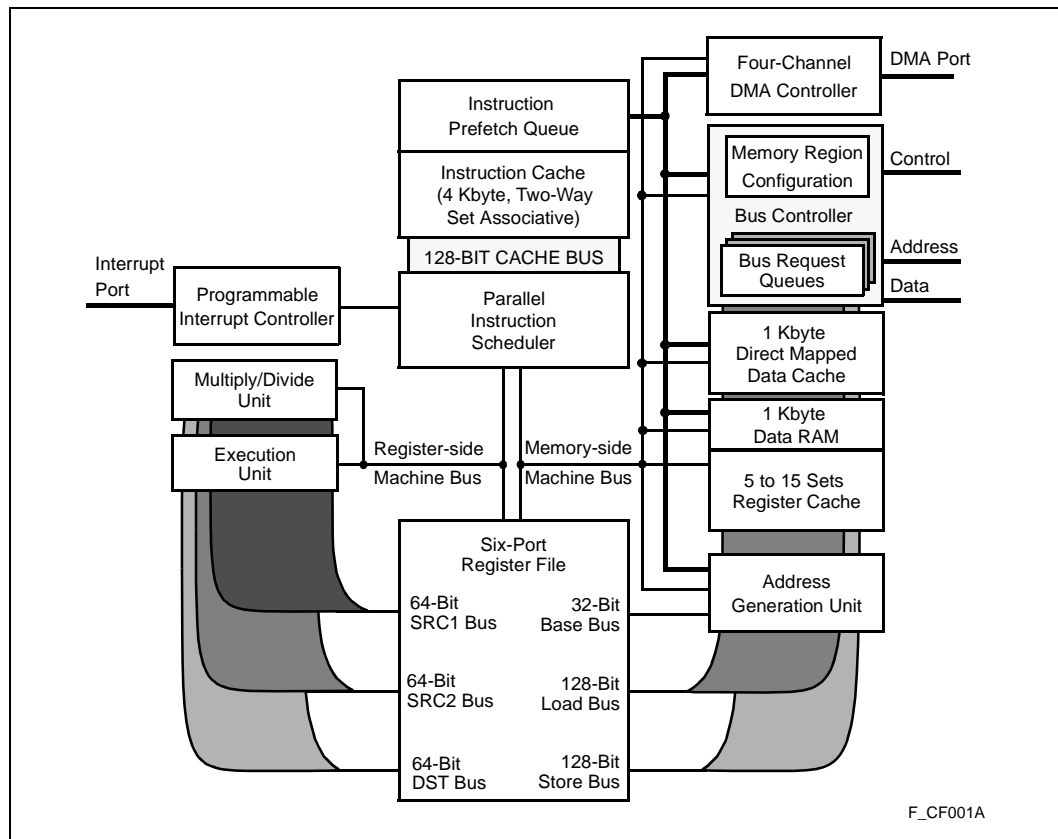 Four-Channel
DMA Controller
DMA Port
Instruction
Prefetch Queue
Memory Region
Configuration
Bus Controller
Control
Instruction Cache
(4 Kbyte, Two-Way
Set Associative)
128-BIT CACHE BUS
Bus Request
Queues
Address
Data
Interrupt
Port
Programmable
Interrupt Controller
Parallel
Instruction
Scheduler
1 Kbyte
Direct Mapped
Data Cache
Multiply/Divide
Unit
1 Kbyte
Data RAM
Execution
Unit
Register-side
Machine Bus
Memory-side
Machine Bus
5 to 15 Sets
Register Cache
Six-Port
Register File
Address
Generation Unit
64-Bit
SRC1 Bus
32-Bit
Base Bus
64-Bit
SRC2 Bus
128-Bit
Load Bus
64-Bit
DST Bus
128-Bit
Store Bus
F_CF001A